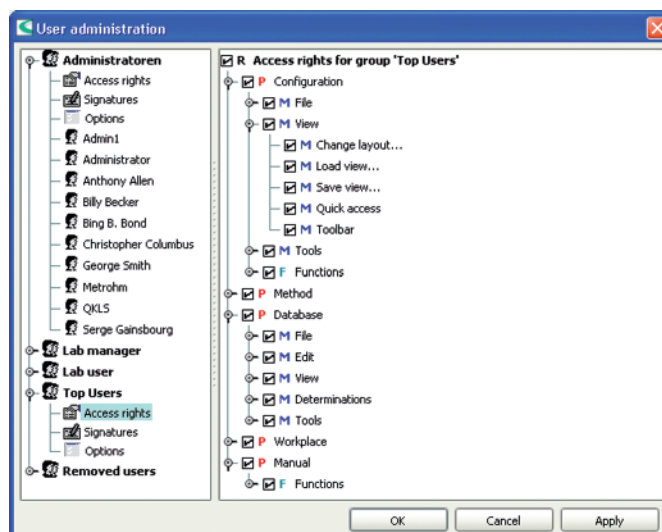 User administration
Administratoren
Access rights
Signatures
Options
Admin1
Administrator
Anthony Allen
Billy Becker
Bing B. Bond
Christopher Columbus
George Smith
Metrohm
QKLS
Serge Gainsbourg
Lab manager
Lab user
Top Users
Access rights
Signatures
Options
Removed users
R Access rights for group 'Top Users'
P Configuration
M File
M View
M Change layout...
M Load view...
M Save view...
M Quick access
M Toolbar
M Tools
F Functions
P Method
P Database
M File
M Edit
M View
M Determinations
M Tools
P Workplace
P Manual
F Functions
OK Cancel Apply